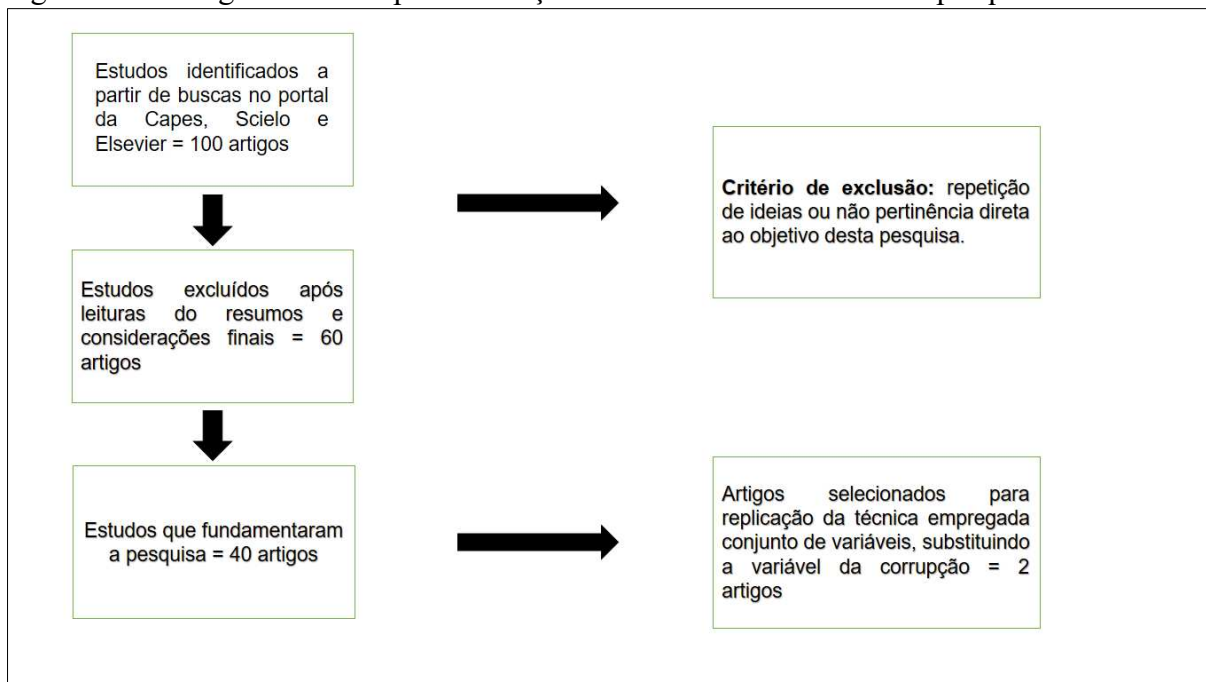 Estudos identificados a
partir de buscas no portal
da Capes, Scielo e
Elsevier = 100 artigos
Critério de exclusão: repetição
de ideias ou não pertinência direta
ao objetivo desta pesquisa.
Estudos excluídos após
leituras do resumos e
considerações finais = 60
artigos
Estudos que fundamentaram
a pesquisa = 40 artigos
Artigos selecionados para
replicação da técnica empregada
conjunto de variáveis, substituindo
a variável da corrupção = 2
artigos